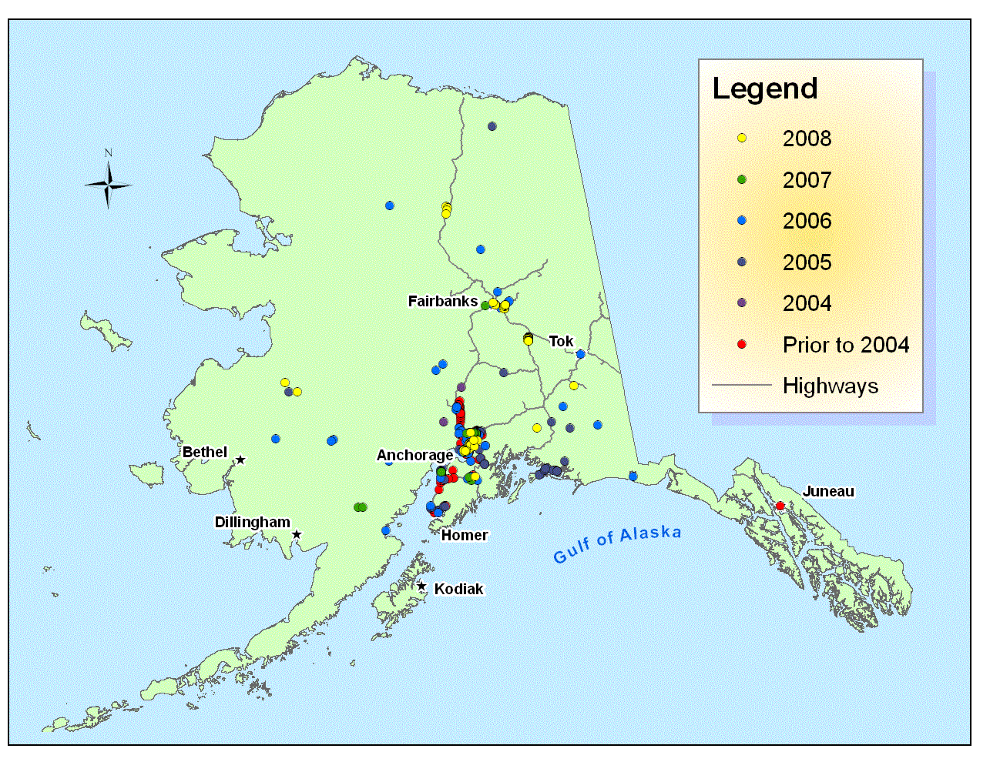 Legend
2008
2007
2006
2005
2004
Prior to 2004
Highways
N
Fairbanks
Tok
Bethel
Anchorage
Dillingham
Homer
Kodiak
Juneau
Gulf of Alaska